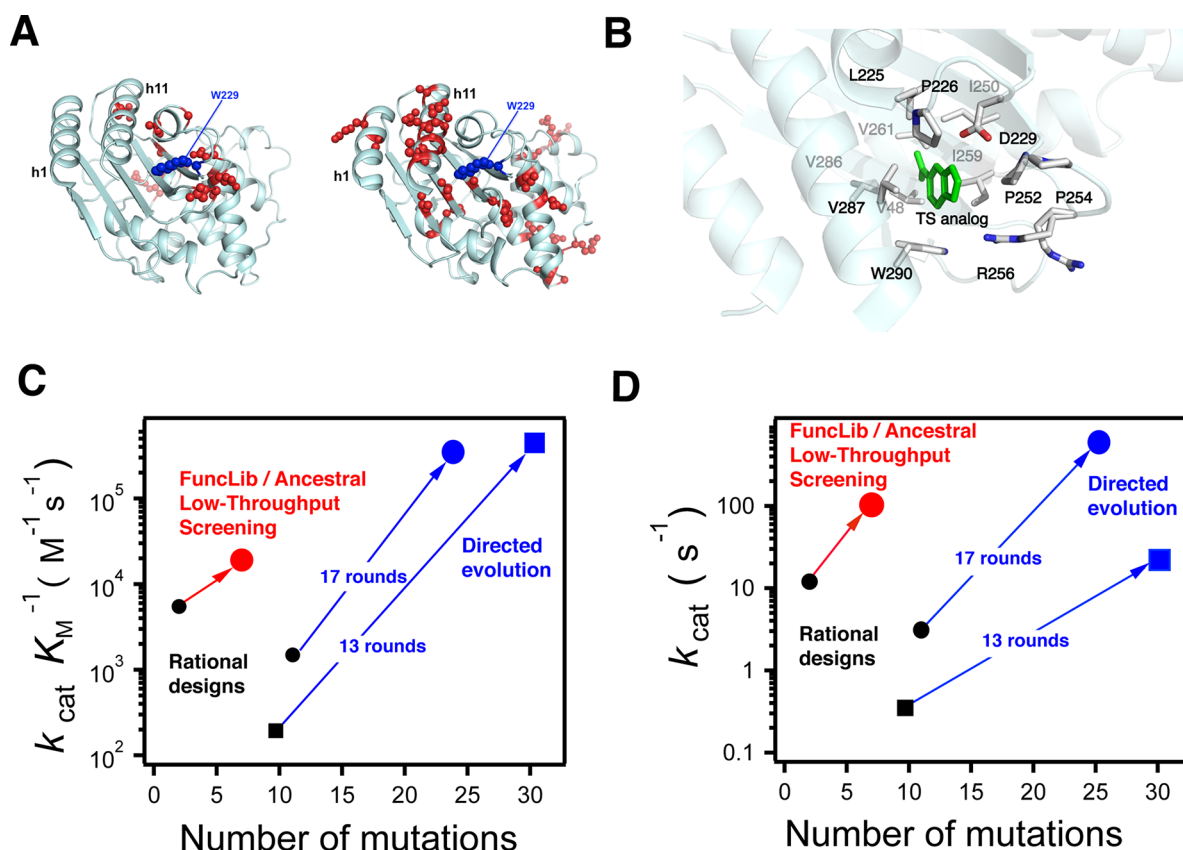 A
h11
W229
h1
h11
W229
h1
B
L225
P226
I250
V261
D229
V286
I259
V287
V48
P252
P254
TS analog
W290
R256
C
k cat K M -1 ( M -1 s -1 )
10 5
10 4
10 3
10 2
FuncLib / Ancestral
Low-Throughput
Screening
Directed
evolution
17 rounds
13 rounds
Rational
designs
0 5 10 15 20 25 30
Number of mutations
D
k cat ( s -1 )
100
10
1
0.1
FuncLib / Ancestral
Low-Throughput
Screening
Directed
evolution
17 rounds
13 rounds
Rational
designs
0 5 10 15 20 25 30
Number of mutations